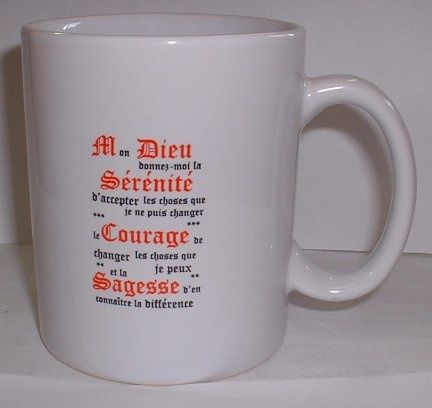 Mon Dieu
donnez-moi la
Sérénité
d'accepter les choses que
je ne puis changer
*** ***
le Courage de
changer les choses que
je peux
** et la **
Sagesse d'en
connaître la différence